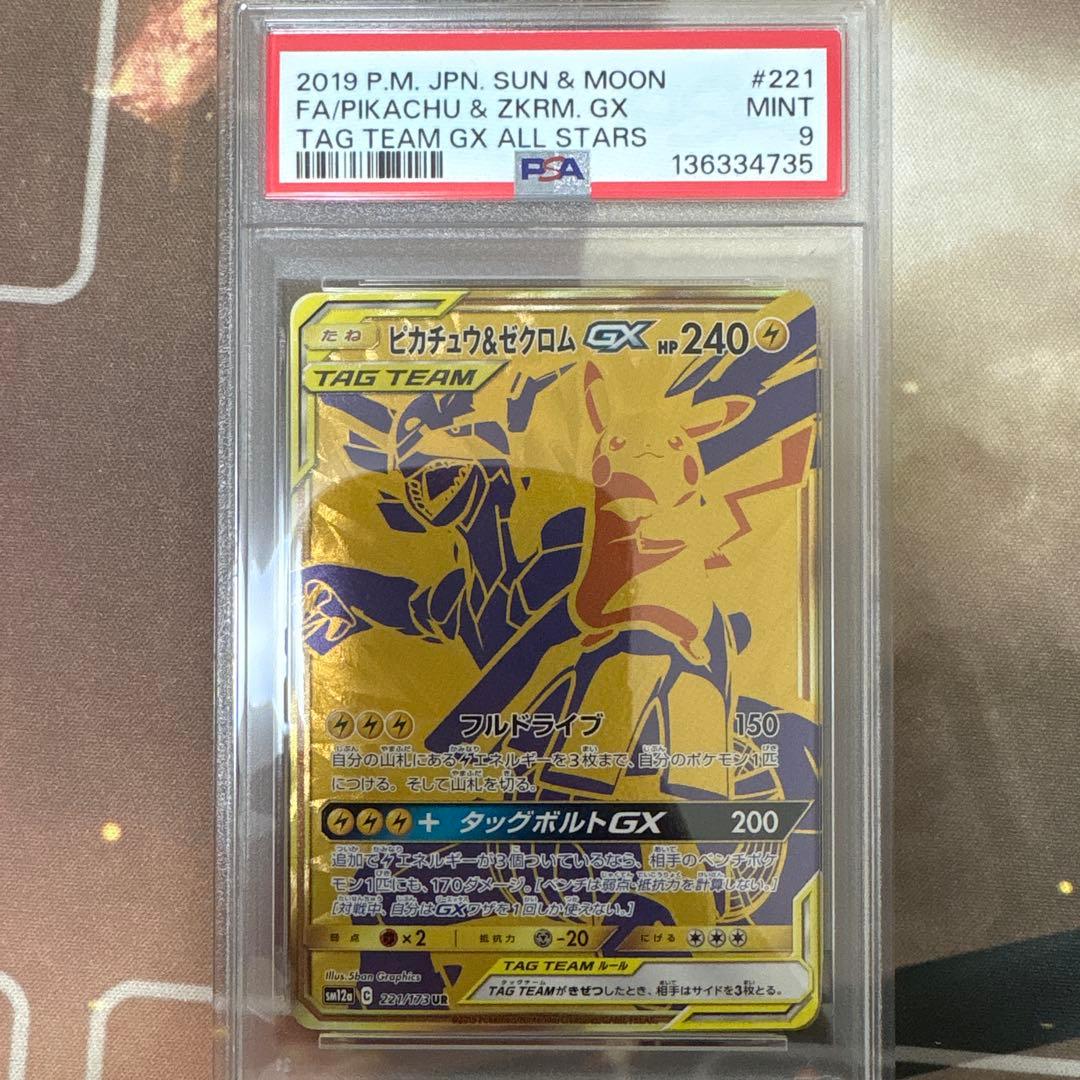 2019 P.M. JPN. SUN & MOON #221
FA/PIKACHU & ZKRM. GX MINT
TAG TEAM GX ALL STARS 9
PSA 136334735
たね ピカチュウ&ゼクロムGX HP 240
TAG TEAM
フルドライブ 150
自分の山札にあるエネルギーを3枚まで、自分のポケモン1匹
につける。そして山札を切る。
+ タッグボルトGX 200
追加でエネルギーが3個ついているなら、相手のベンチポケ
モン1匹にも、170ダメージ。[ベンチは弱点・抵抗力を計算しない。]
[対戦中、自分はGXワザを1回しか使えない。]
弱点 ×2 抵抗力 -20 にげる
TAG TEAM ルール
Illus. 5ban Graphics
TAG TEAMがきぜつしたとき、相手はサイドを3枚とる。
sm12a C 221/173 UR